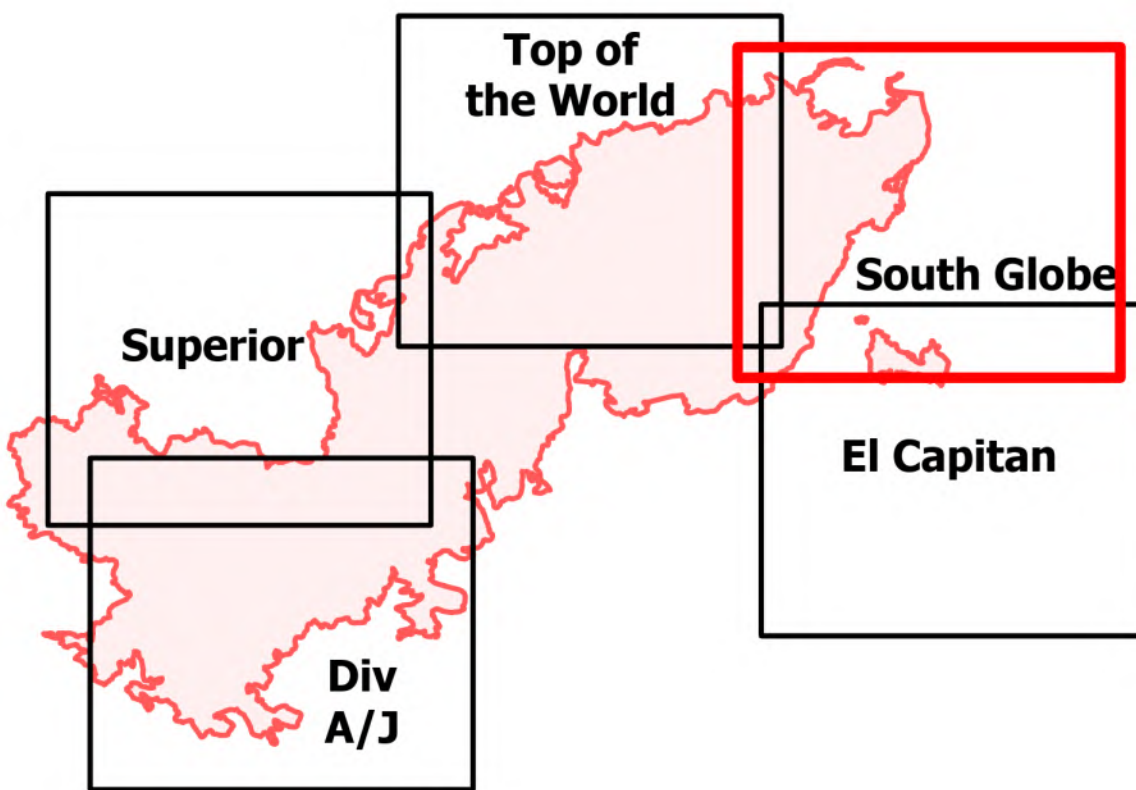 Top of
the World
South Globe
Superior
El Capitan
Div
A/J